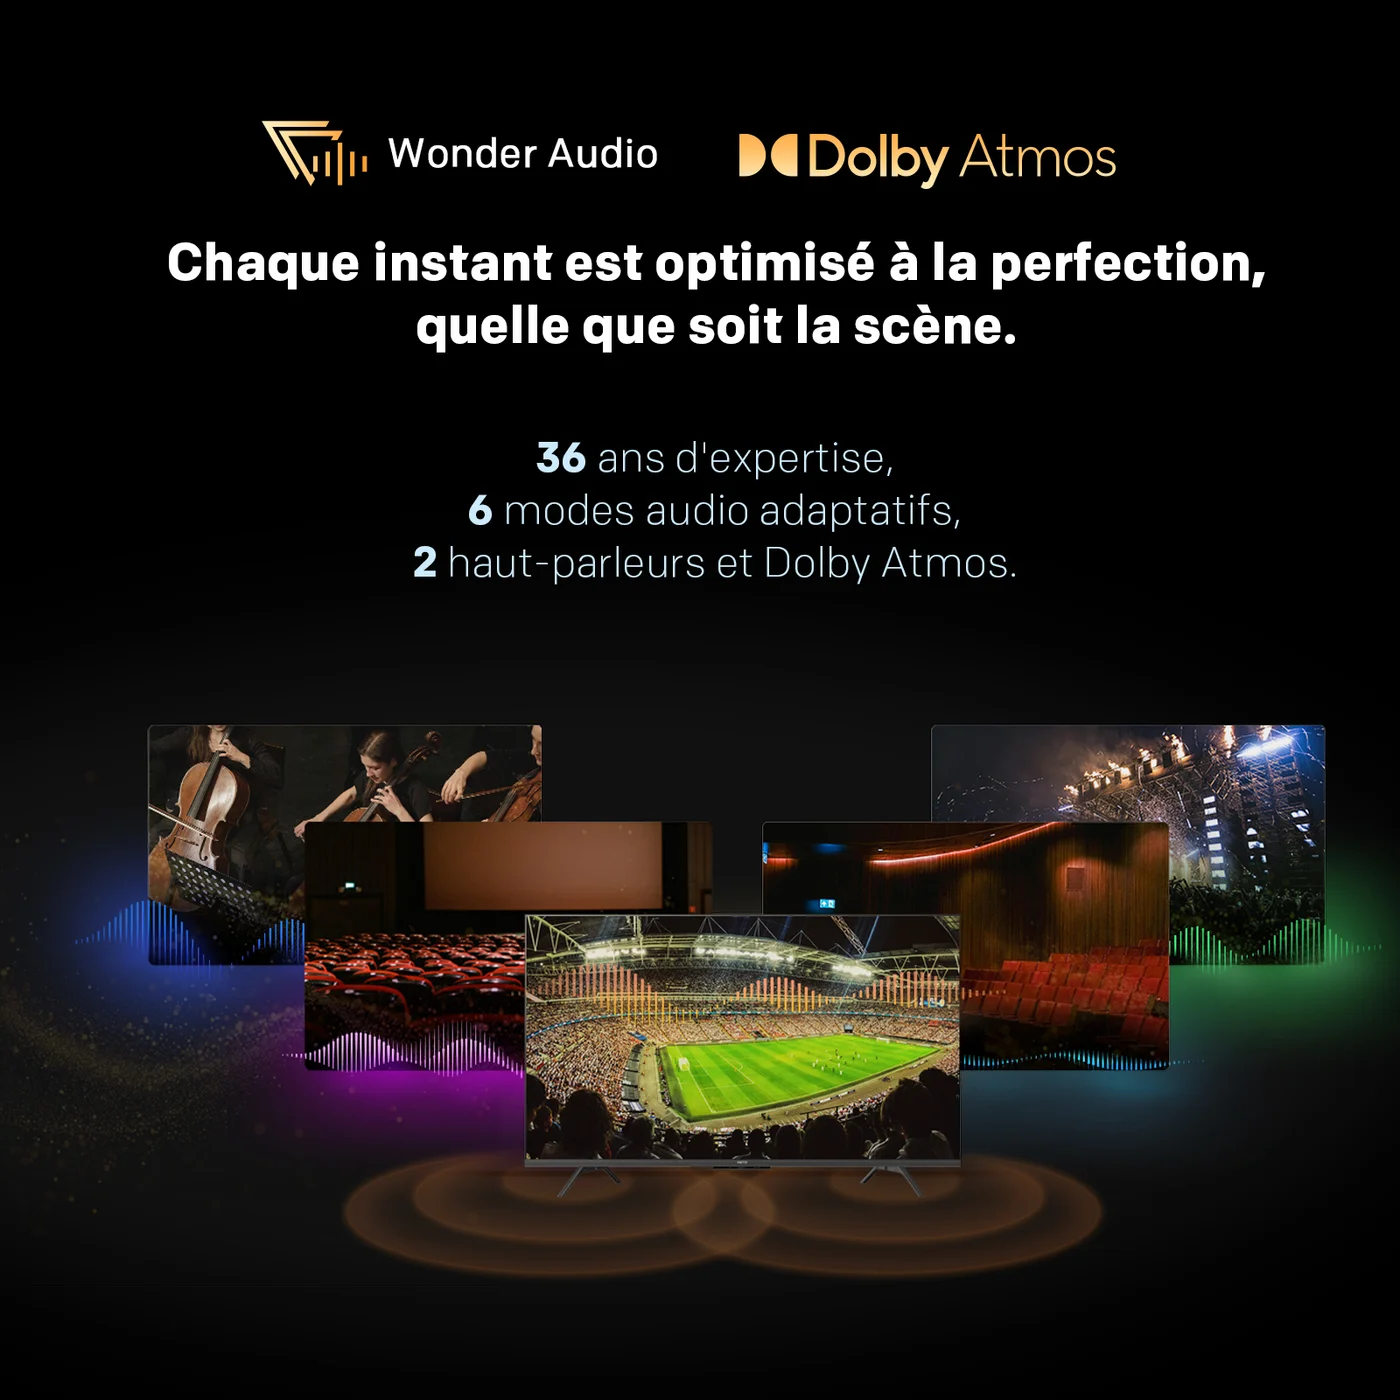 Wonder Audio
Dolby Atmos
Chaque instant est optimisé à la perfection,
quelle que soit la scène.
36 ans d'expertise,
6 modes audio adaptatifs,
2 haut-parleurs et Dolby Atmos.